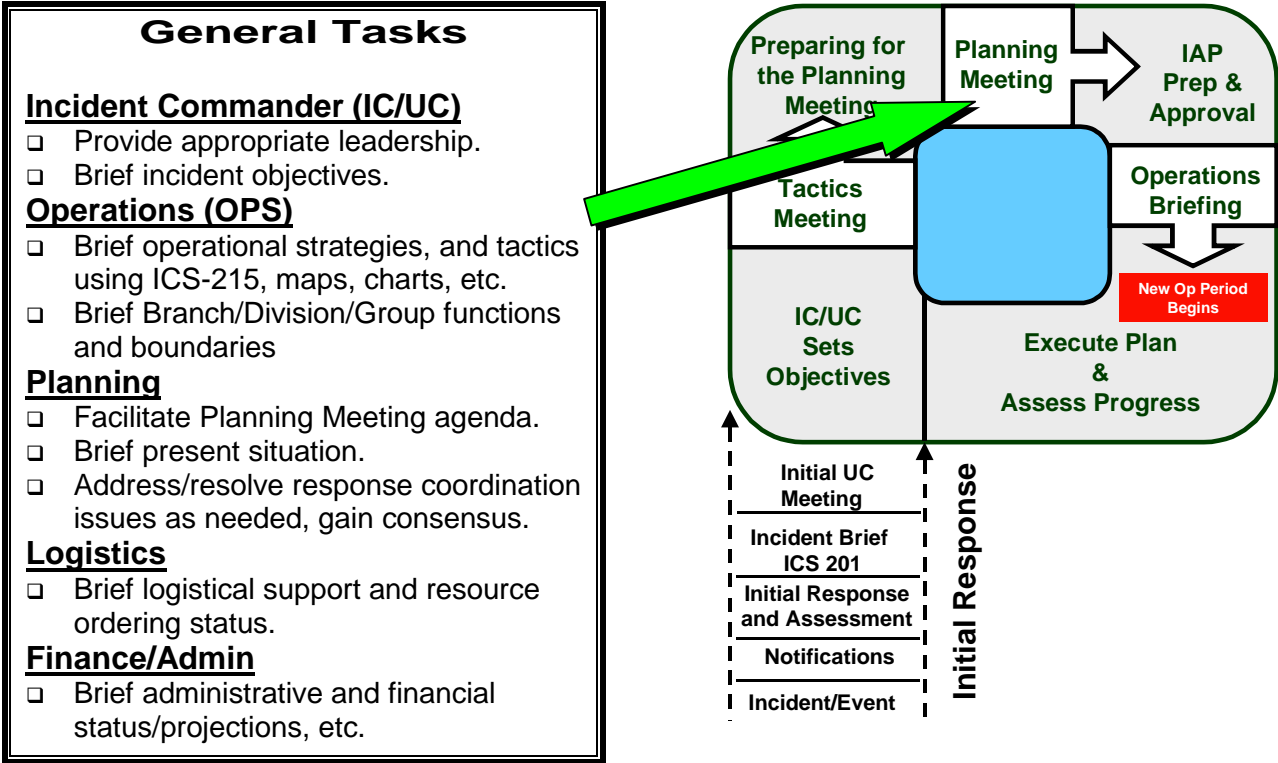 General Tasks
Incident Commander (IC/UC)
❑ Provide appropriate leadership.
❑ Brief incident objectives.
Operations (OPS)
❑ Brief operational strategies, and tactics
using ICS-215, maps, charts, etc.
❑ Brief Branch/Division/Group functions
and boundaries
Planning
❑ Facilitate Planning Meeting agenda.
❑ Brief present situation.
❑ Address/resolve response coordination
issues as needed, gain consensus.
Logistics
❑ Brief logistical support and resource
ordering status.
Finance/Admin
❑ Brief administrative and financial
status/projections, etc.
Preparing for
the Planning
Meeting
Planning
Meeting
IAP
Prep &
Approval
Tactics
Meeting
Operations
Briefing
New Op Period
Begins
IC/UC
Sets
Objectives
Execute Plan
&
Assess Progress
Initial UC
Meeting
Incident Brief
ICS 201
Initial Response
and Assessment
Notifications
Incident/Event
Initial Response